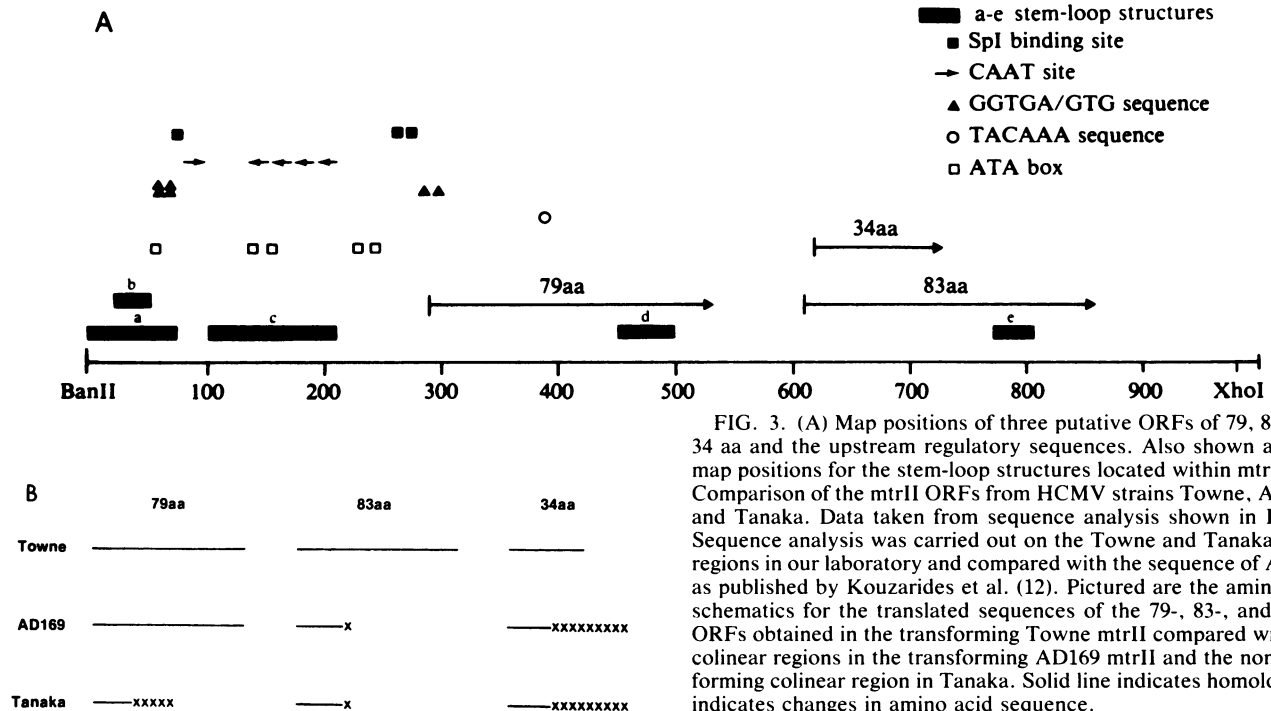 A
a-e stem-loop structures
SpI binding site
CAAT site
GGTGA/GTG sequence
TACAAA sequence
ATA box
34aa
79aa
83aa
b
a
c
d
e
BanII 100 200 300 400 500 600 700 800 900 XhoI
FIG. 3. (A) Map positions of three putative ORFs of 79, 8
34 aa and the upstream regulatory sequences. Also shown a
map positions for the stem-loop structures located within mtr
Comparison of the mtrII ORFs from HCMV strains Towne, A
and Tanaka. Data taken from sequence analysis shown in
Sequence analysis was carried out on the Towne and Tanaka
regions in our laboratory and compared with the sequence of A
as published by Kouzarides et al. (12). Pictured are the amin
schematics for the translated sequences of the 79-, 83-, and
ORFs obtained in the transforming Towne mtrII compared w
colinear regions in the transforming AD169 mtrII and the non
forming colinear region in Tanaka. Solid line indicates homol
indicates changes in amino acid sequence.
B
79aa 83aa 34aa
Towne
AD169 x xxxxxxxxx
Tanaka xxxxx x xxxxxxxxx